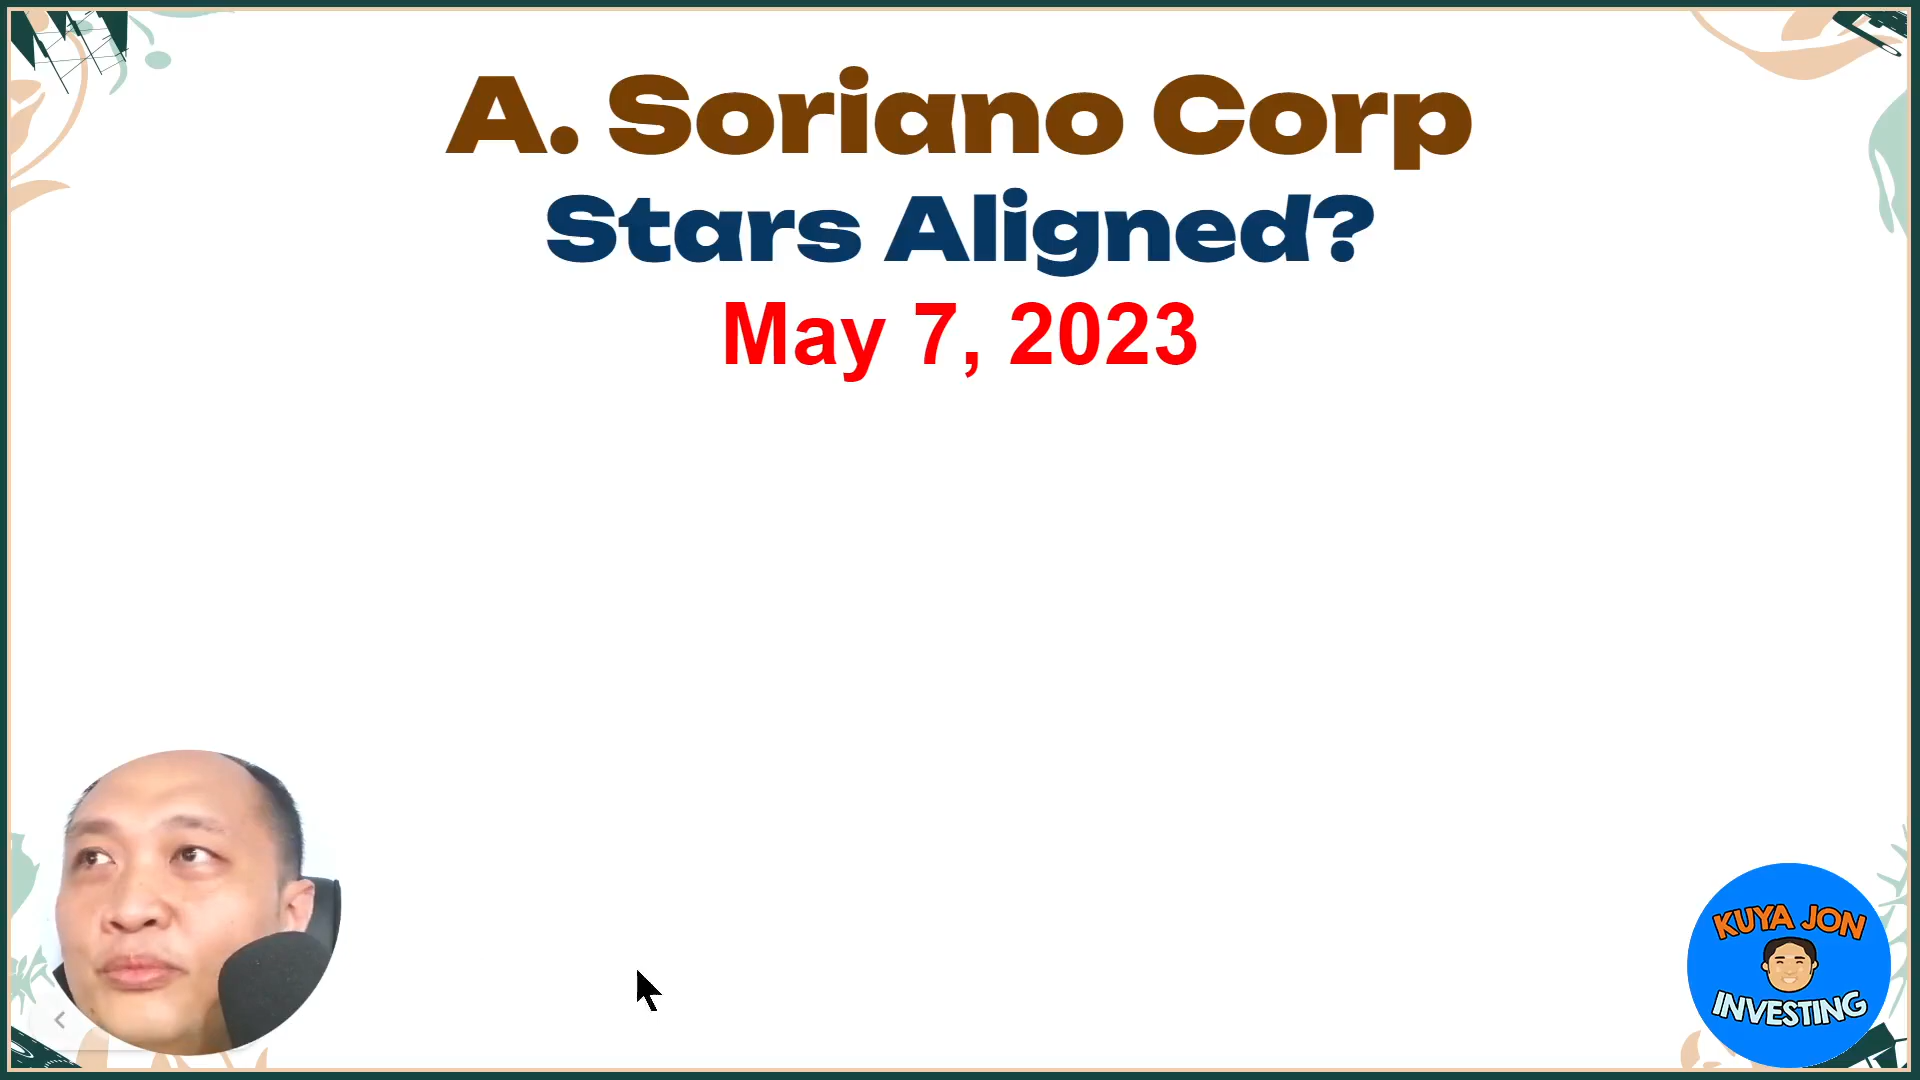 A. Soriano Corp
Stars Aligned?
May 7, 2023
KUYA JON
INVESTING